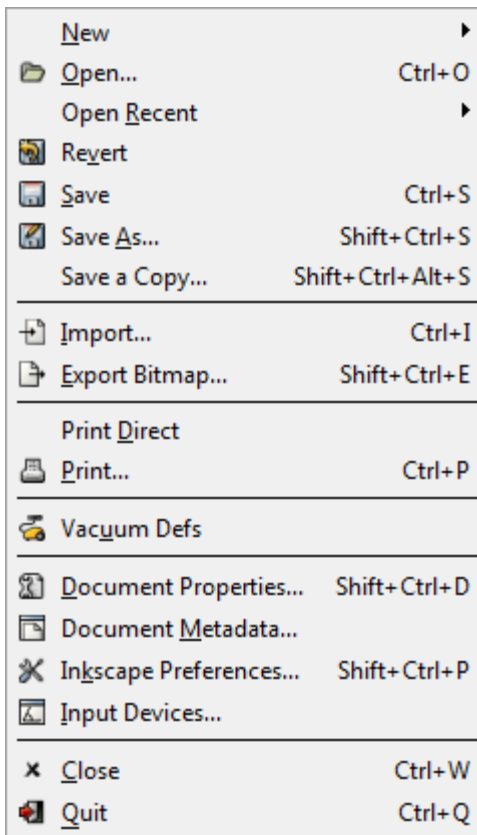 New
Open... Ctrl+O
Open Recent
Revert
Save Ctrl+S
Save As... Shift+Ctrl+S
Save a Copy... Shift+Ctrl+Alt+S
Import... Ctrl+I
Export Bitmap... Shift+Ctrl+E
Print Direct
Print... Ctrl+P
Vacuum Defs
Document Properties... Shift+Ctrl+D
Document Metadata...
Inkscape Preferences... Shift+Ctrl+P
Input Devices...
Close Ctrl+W
Quit Ctrl+Q